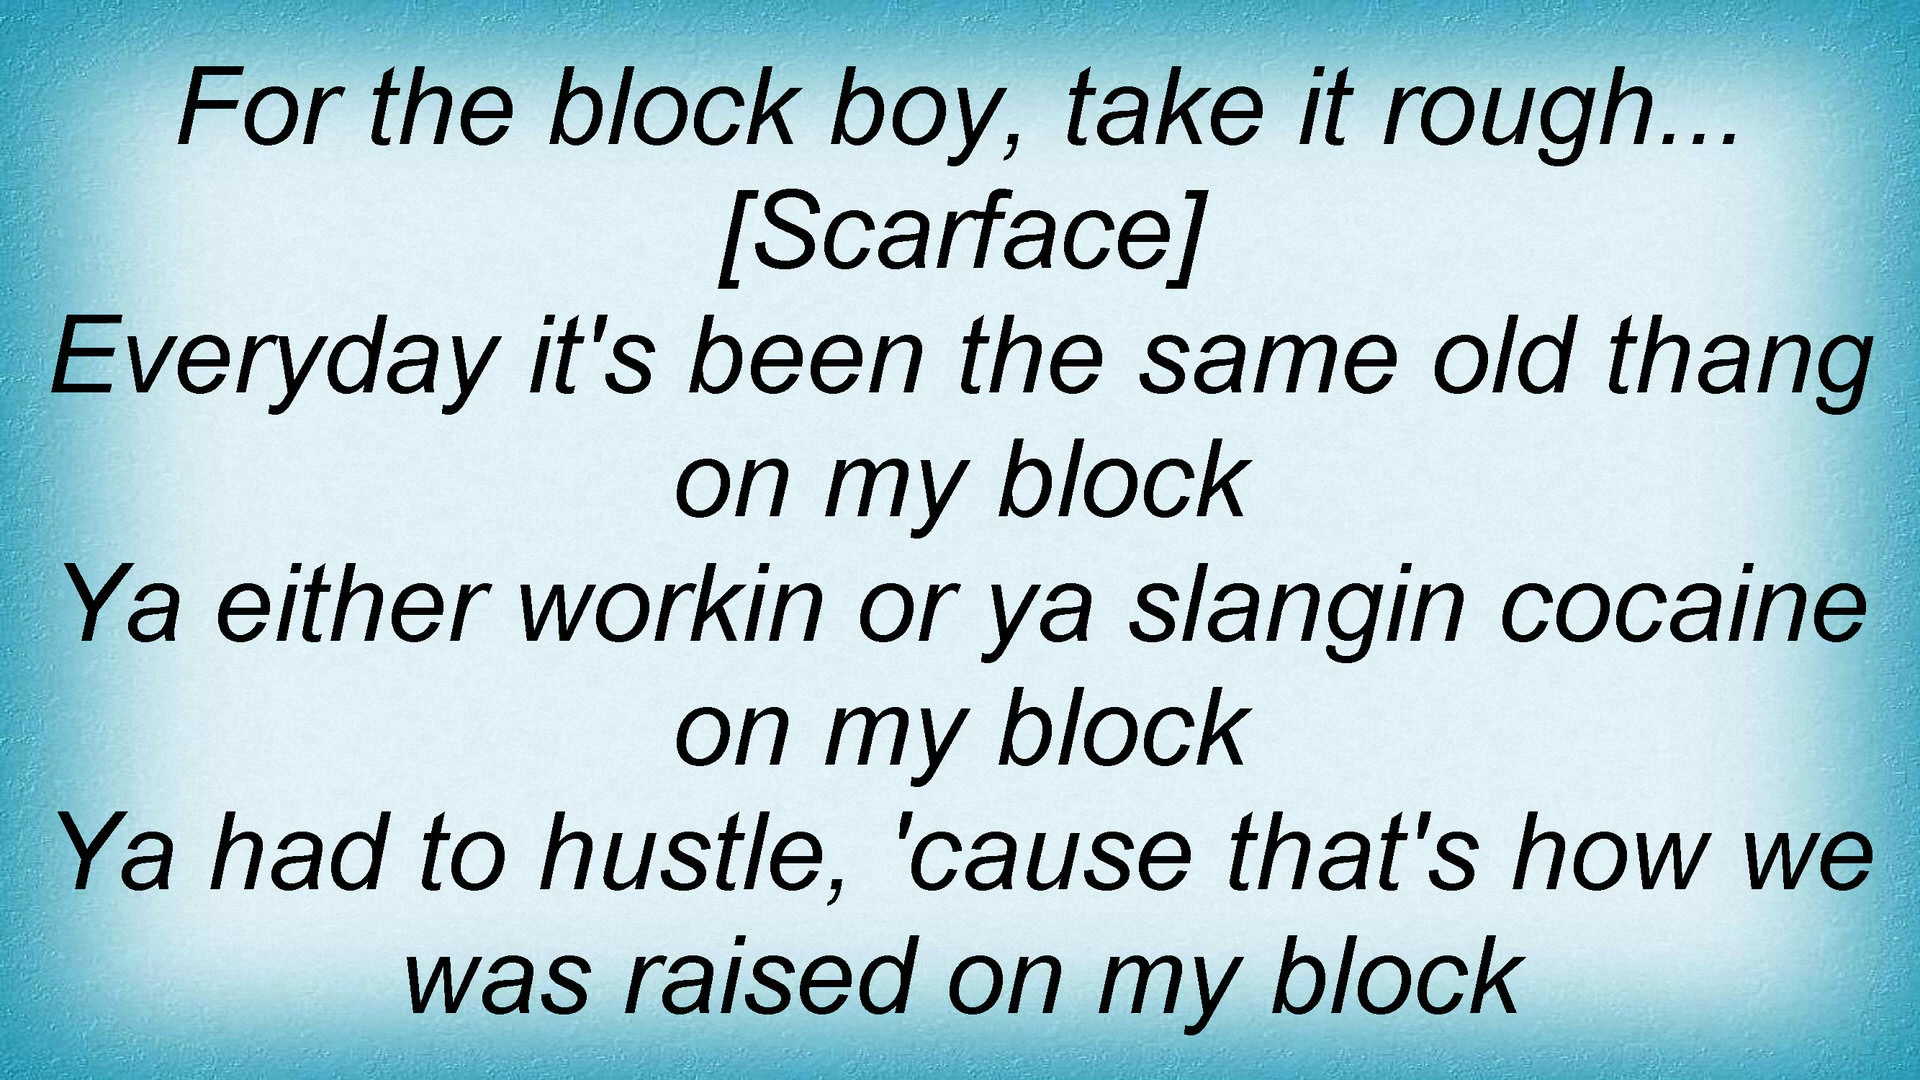 For the block boy, take it rough...
[Scarface]
Everyday it's been the same old thang
on my block
Ya either workin or ya slangin cocaine
on my block
Ya had to hustle, 'cause that's how we
was raised on my block